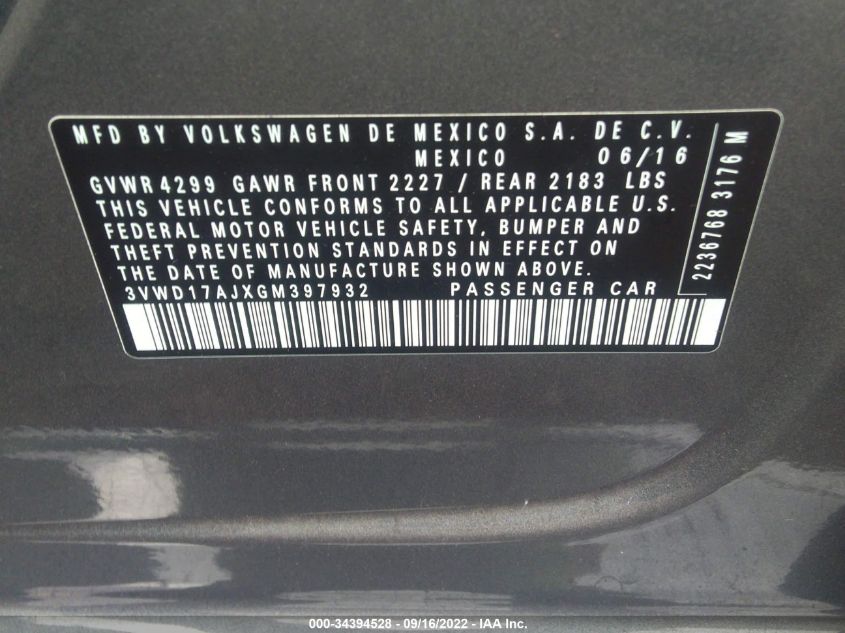 MFD BY VOLKSWAGEN DE MEXICO S.A. DE C.V.
MEXICO 06/16
GVWR 4299 GAWR FRONT 2227 / REAR 2183 LBS
THIS VEHICLE CONFORMS TO ALL APPLICABLE U.S.
FEDERAL MOTOR VEHICLE SAFETY, BUMPER AND
THEFT PREVENTION STANDARDS IN EFFECT ON
THE DATE OF MANUFACTURE SHOWN ABOVE.
3VWD17AJXGM397932 PASSENGER CAR
2236768 3176 M
000-34394528 - 09/16/2022 - IAA Inc.